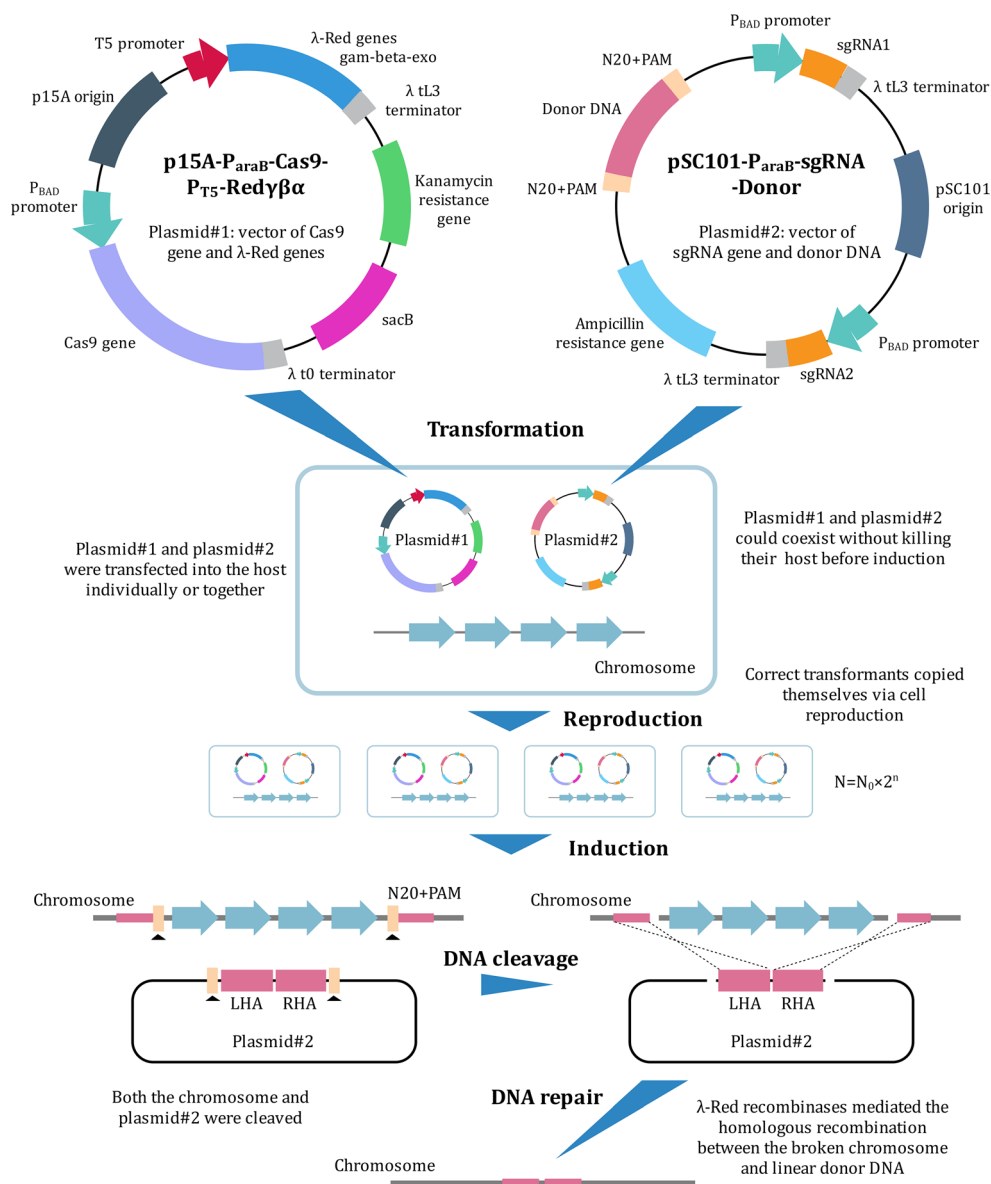 T5 promoter
λ-Red genes
gam-beta-exo
λ tL3
terminator
p15A origin
p15A-ParaB-Cas9-
PT5-Redγβα
Kanamycin
resistance
gene
PBAD
promoter
Plasmid#1: vector of Cas9
gene and λ-Red genes
sacB
Cas9 gene
λ t0 terminator
PBAD promoter
sgRNA1
N20+PAM
λ tL3
terminator
Donor DNA
pSC101-ParaB-sgRNA
-Donor
N20+PAM
pSC101
origin
Plasmid#2: vector of
sgRNA gene and donor DNA
Ampicillin
resistance gene
PBAD promoter
λ tL3 terminator
sgRNA2
Transformation
Plasmid#1 and plasmid#2
were transfected into the host
individually or together
Plasmid#1
Plasmid#2
Chromosome
Plasmid#1 and plasmid#2
could coexist without killing
their host before induction
Correct transformants copied
themselves via cell
reproduction
Reproduction
N=N₀×2ⁿ
Induction
Chromosome
N20+PAM
LHA
RHA
Plasmid#2
DNA cleavage
Chromosome
LHA
RHA
Plasmid#2
Both the chromosome and
plasmid#2 were cleaved
DNA repair
λ-Red recombinases mediated the
homologous recombination
between the broken chromosome
and linear donor DNA
Chromosome